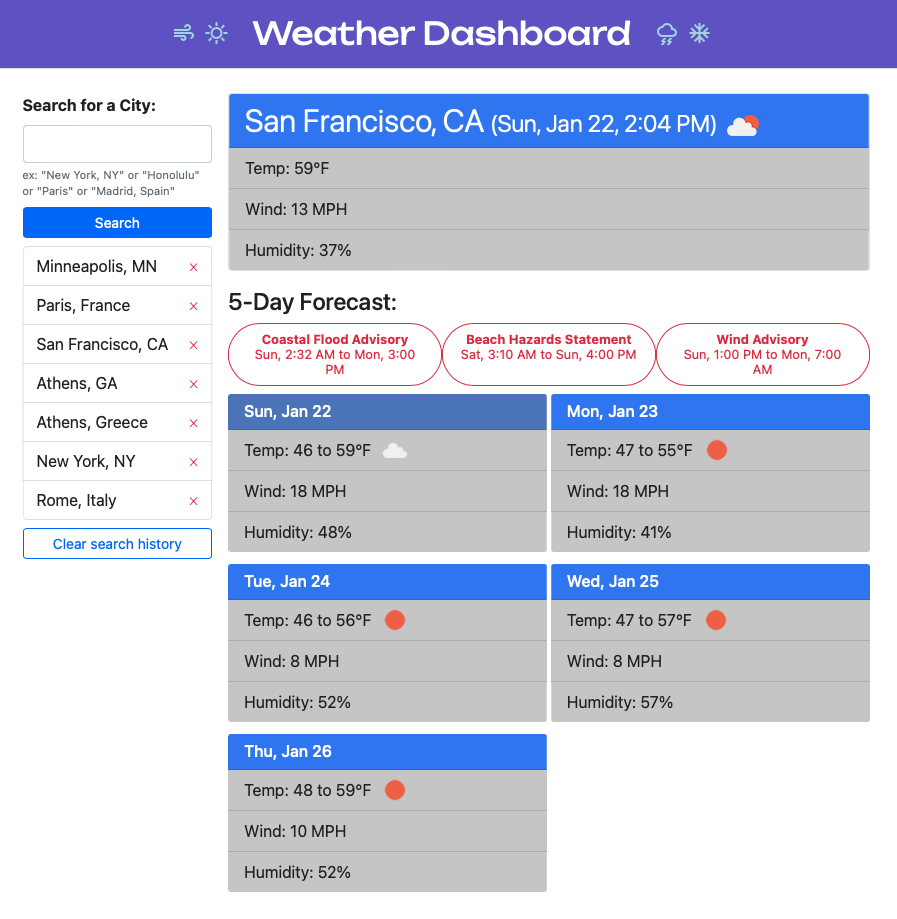 Weather Dashboard
Search for a City:
ex: "New York, NY" or "Honolulu"
or "Paris" or "Madrid, Spain"
Search
Minneapolis, MN
Paris, France
San Francisco, CA
Athens, GA
Athens, Greece
New York, NY
Rome, Italy
Clear search history
San Francisco, CA (Sun, Jan 22, 2:04 PM)
Temp: 59°F
Wind: 13 MPH
Humidity: 37%
5-Day Forecast:
Coastal Flood Advisory
Sun, 2:32 AM to Mon, 3:00
PM
Beach Hazards Statement
Sat, 3:10 AM to Sun, 4:00 PM
Wind Advisory
Sun, 1:00 PM to Mon, 7:00
AM
Sun, Jan 22
Temp: 46 to 59°F
Wind: 18 MPH
Humidity: 48%
Mon, Jan 23
Temp: 47 to 55°F
Wind: 18 MPH
Humidity: 41%
Tue, Jan 24
Temp: 46 to 56°F
Wind: 8 MPH
Humidity: 52%
Wed, Jan 25
Temp: 47 to 57°F
Wind: 8 MPH
Humidity: 57%
Thu, Jan 26
Temp: 48 to 59°F
Wind: 10 MPH
Humidity: 52%